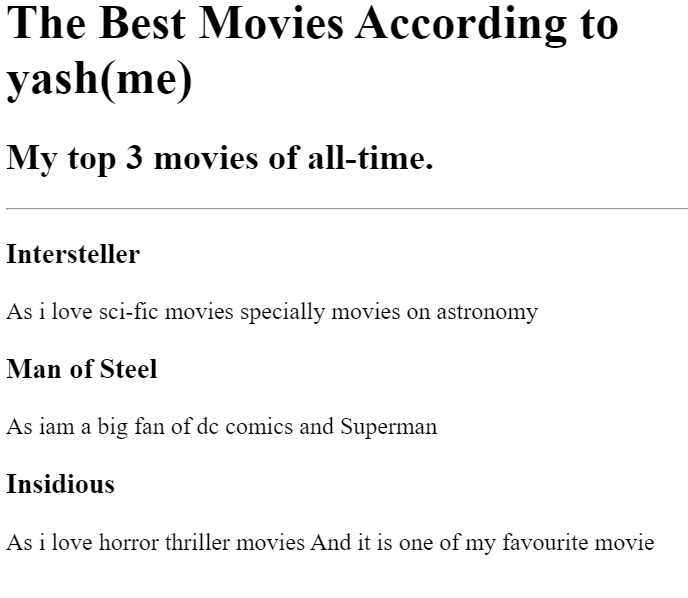 The Best Movies According to
yash(me)
My top 3 movies of all-time.
Intersteller
As i love sci-fic movies specially movies on astronomy
Man of Steel
As iam a big fan of dc comics and Superman
Insidious
As i love horror thriller movies And it is one of my favourite movie